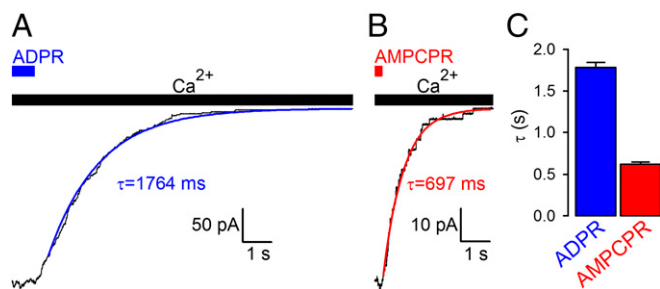 A
ADPR
Ca2+
τ=1764 ms
50 pA
1 s
B
AMPCPR
Ca2+
τ=697 ms
10 pA
1 s
C
2.0
1.5
1.0
0.5
0.0
τ (s)
ADPR
AMPCPR